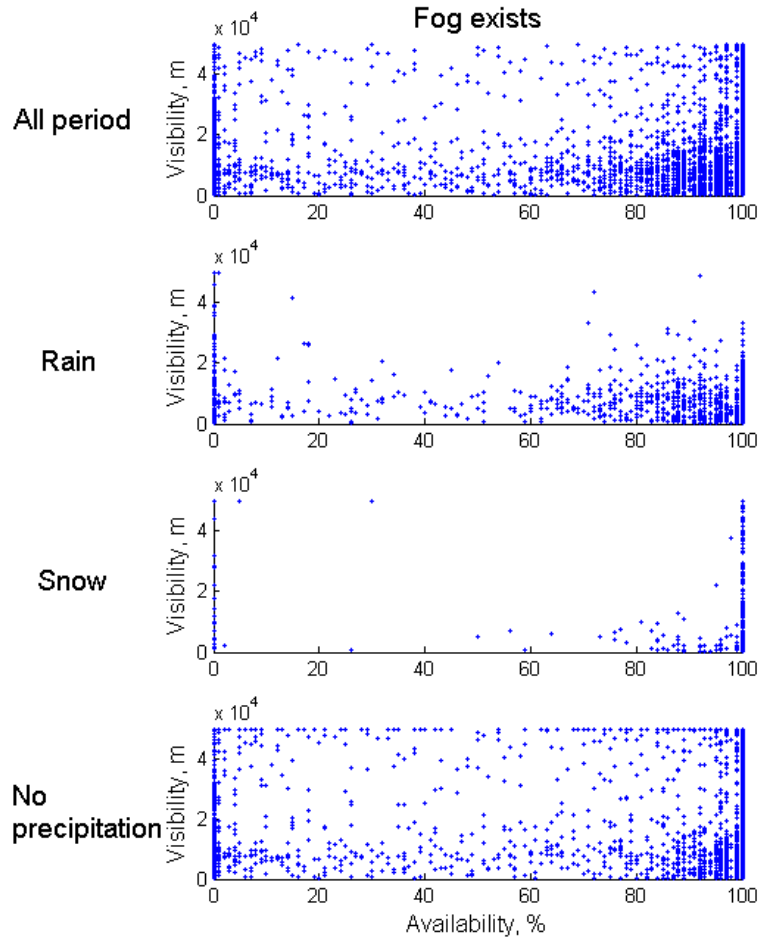 Fog exists
x 10^4
All period
Visibility, m
4
2
0
0 20 40 60 80 100
x 10^4
Rain
Visibility, m
4
2
0
0 20 40 60 80 100
x 10^4
Snow
Visibility, m
4
2
0
0 20 40 60 80 100
x 10^4
No
precipitation
Visibility, m
4
2
0
0 20 40 60 80 100
Availability, %